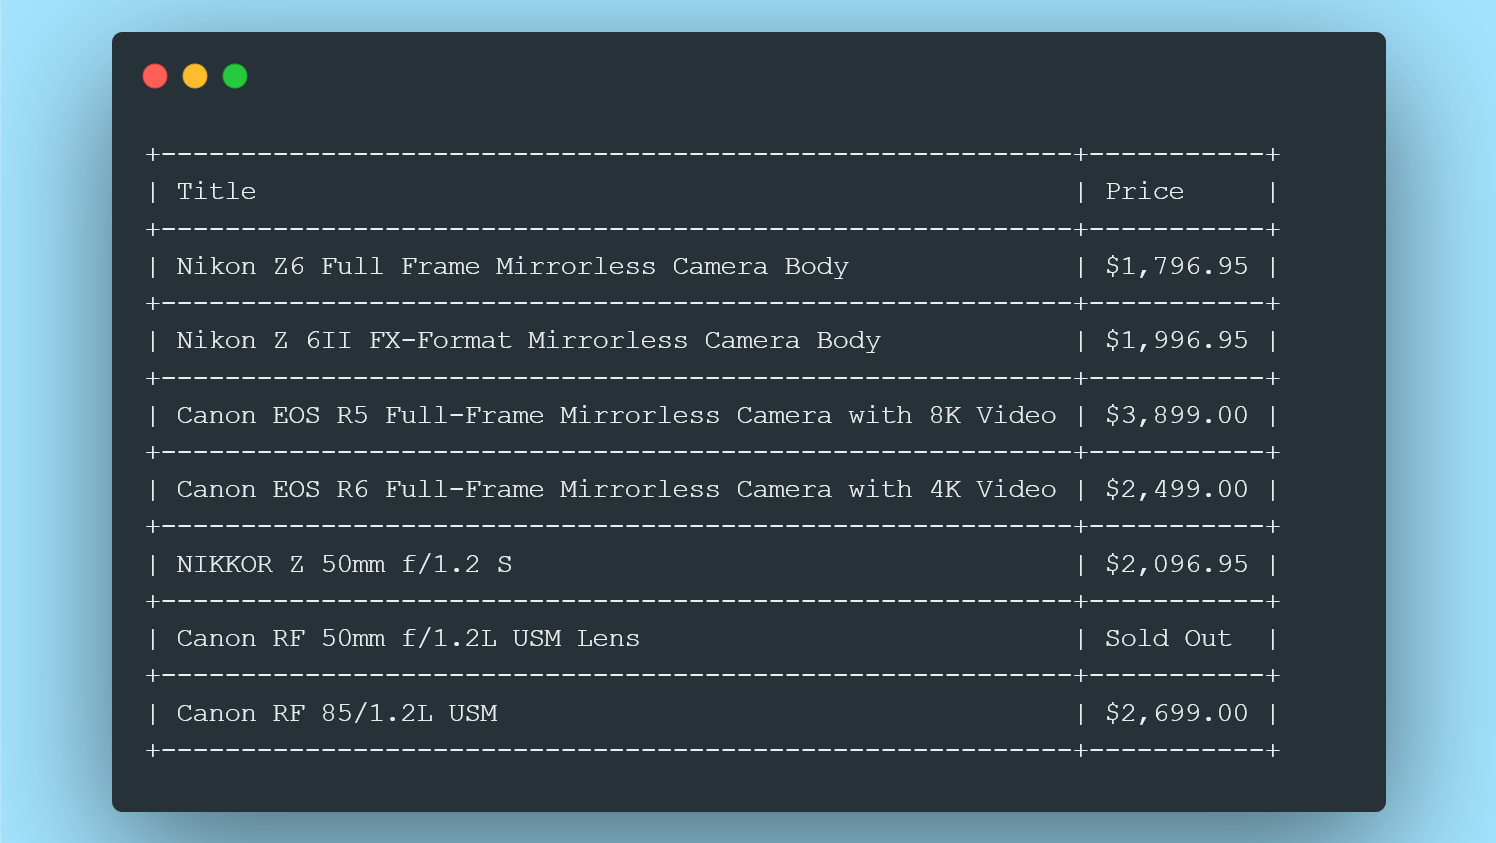 +---------------------------------------------------------+-----------+
| Title                                                   | Price     |
+---------------------------------------------------------+-----------+
| Nikon Z6 Full Frame Mirrorless Camera Body              | $1,796.95 |
+---------------------------------------------------------+-----------+
| Nikon Z 6II FX-Format Mirrorless Camera Body            | $1,996.95 |
+---------------------------------------------------------+-----------+
| Canon EOS R5 Full-Frame Mirrorless Camera with 8K Video | $3,899.00 |
+---------------------------------------------------------+-----------+
| Canon EOS R6 Full-Frame Mirrorless Camera with 4K Video | $2,499.00 |
+---------------------------------------------------------+-----------+
| NIKKOR Z 50mm f/1.2 S                                   | $2,096.95 |
+---------------------------------------------------------+-----------+
| Canon RF 50mm f/1.2L USM Lens                           | Sold Out  |
+---------------------------------------------------------+-----------+
| Canon RF 85/1.2L USM                                    | $2,699.00 |
+---------------------------------------------------------+-----------+